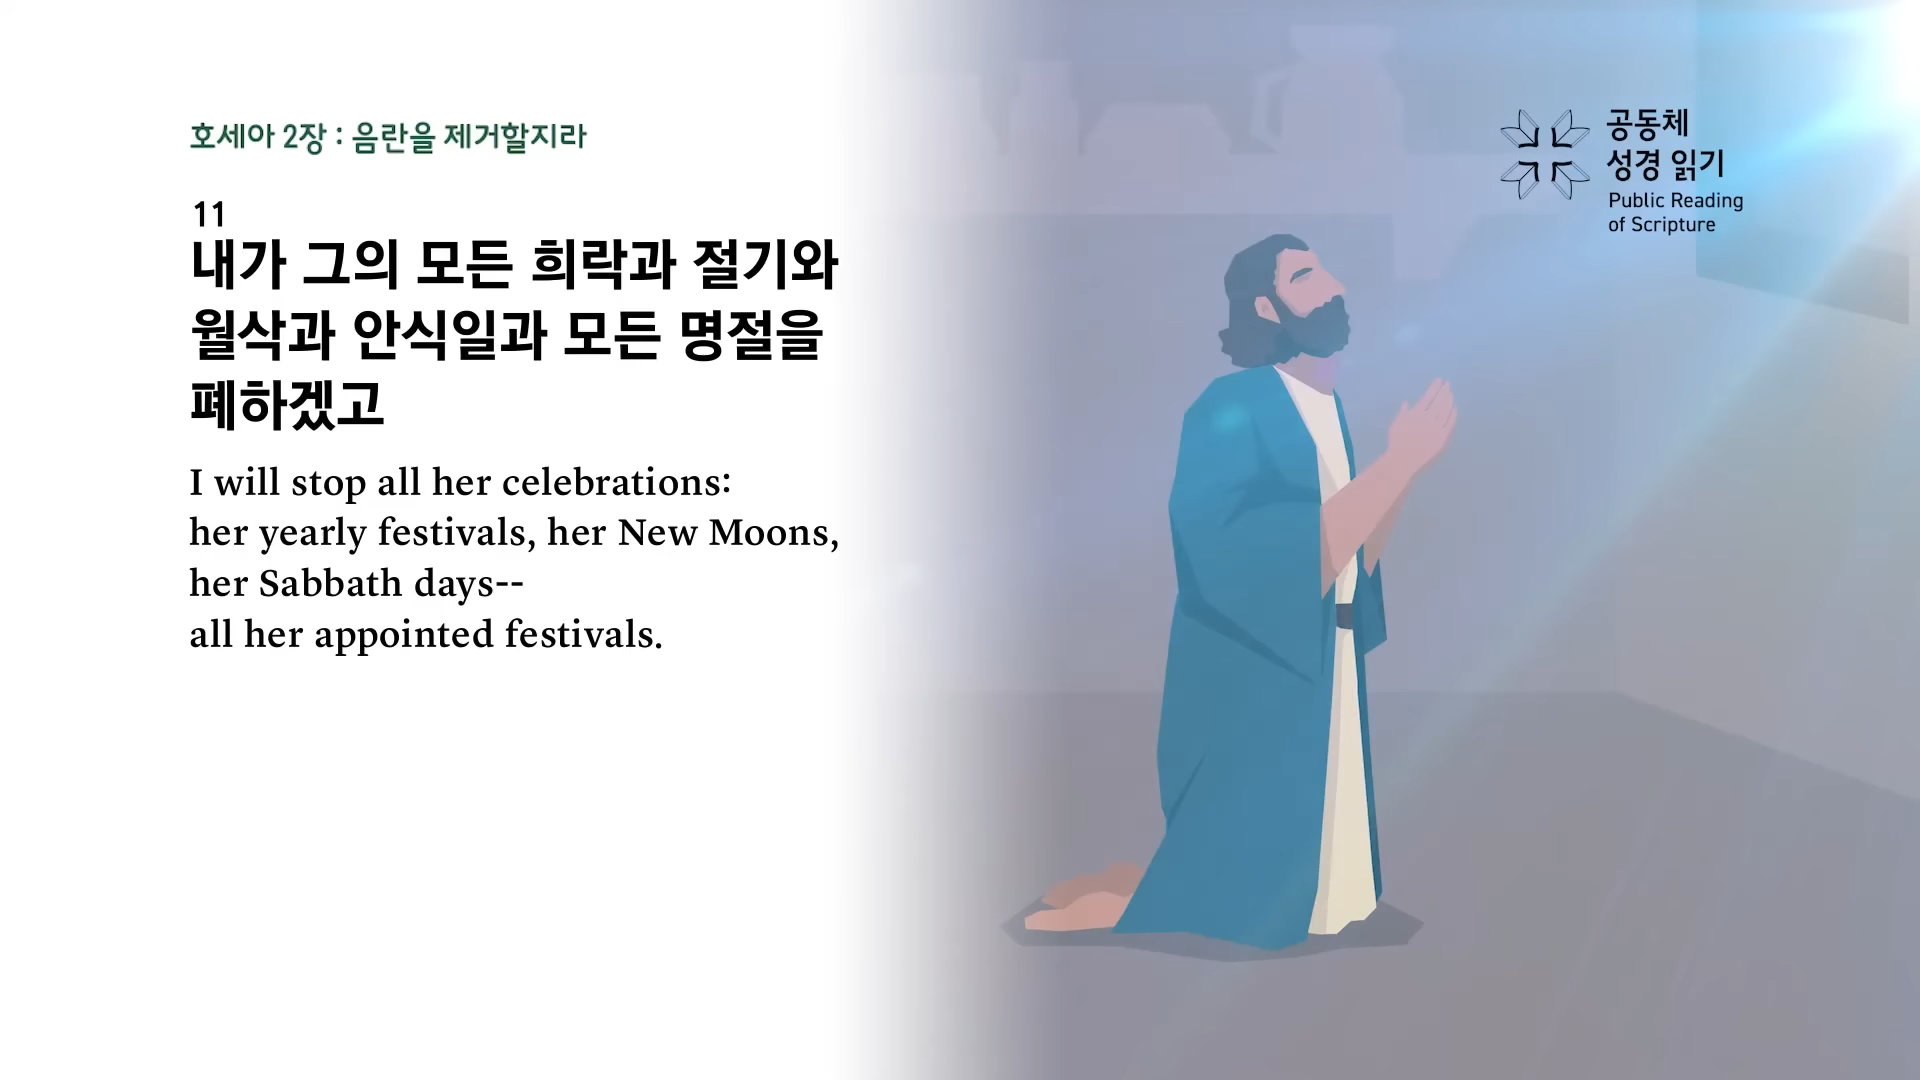 호세아 2장 : 음란을 제거할지라
11
내가 그의 모든 희락과 절기와
월삭과 안식일과 모든 명절을
폐하겠고
I will stop all her celebrations:
her yearly festivals, her New Moons,
her Sabbath days--
all her appointed festivals.
공동체
성경 읽기
Public Reading
of Scripture